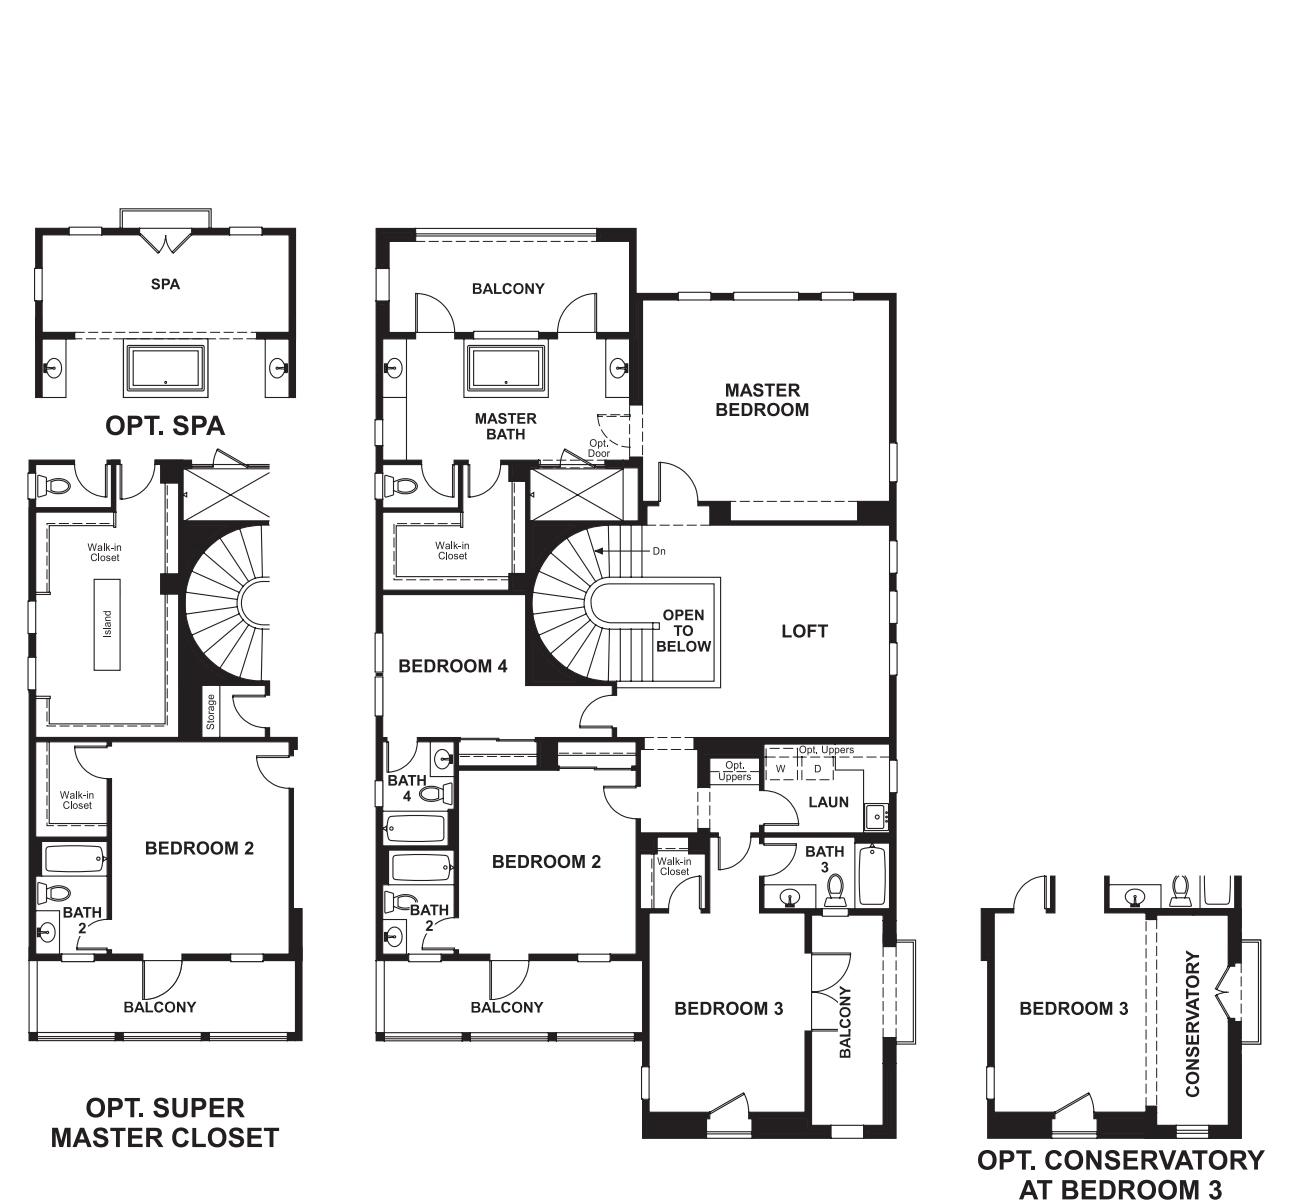 SPA
OPT. SPA
Walk-in
Closet
Island
Storage
Walk-in
Closet
BEDROOM 2
BATH
2
BALCONY
OPT. SUPER
MASTER CLOSET
BALCONY
MASTER
BATH
Opt.
Door
MASTER
BEDROOM
Walk-in
Closet
Dn
OPEN
TO
BELOW
LOFT
BEDROOM 4
BATH
4
Opt.
Uppers
Opt. Uppers
W
D
LAUN
BEDROOM 2
BATH
2
Walk-in
Closet
BATH
3
BALCONY
BEDROOM 3
BALCONY
BEDROOM 3
CONSERVATORY
OPT. CONSERVATORY
AT BEDROOM 3